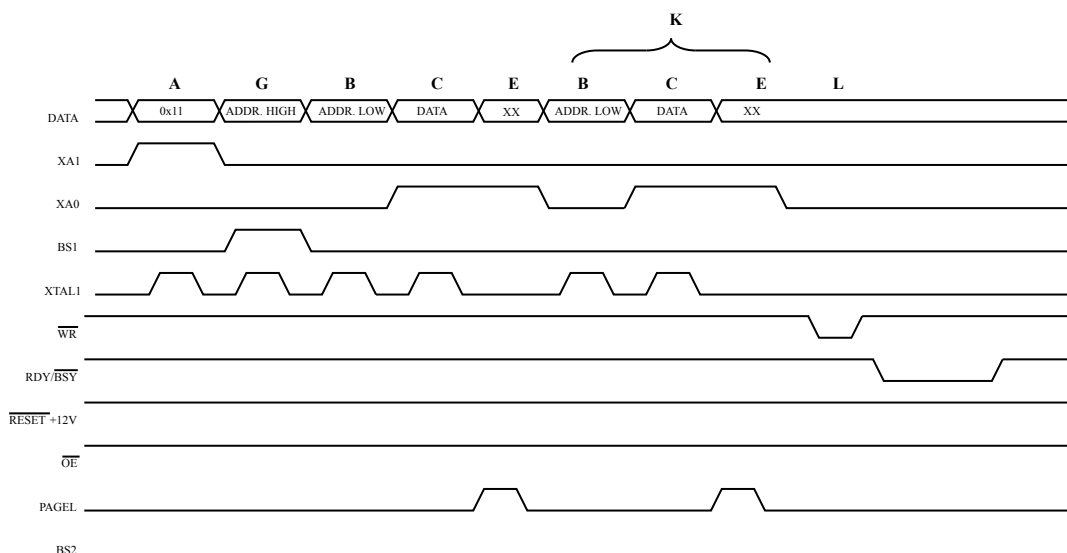 K
A G B C E B C E L
DATA 0x11 ADDR. HIGH ADDR. LOW DATA XX ADDR. LOW DATA XX
XA1
XA0
BS1
XTAL1
WR
RDY/BSY
RESET +12V
OE
PAGEL
BS2